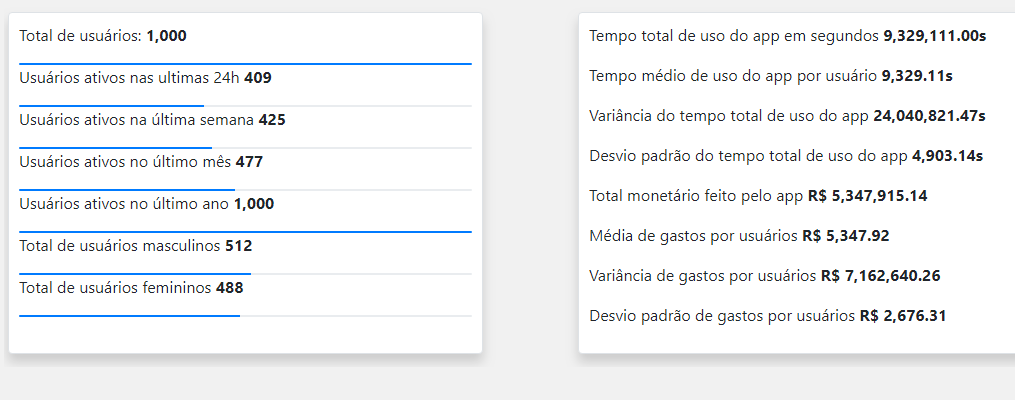 Total de usuários: 1,000
Usuários ativos nas ultimas 24h 409
Usuários ativos na última semana 425
Usuários ativos no último mês 477
Usuários ativos no último ano 1,000
Total de usuários masculinos 512
Total de usuários femininos 488
Tempo total de uso do app em segundos 9,329,111.00s
Tempo médio de uso do app por usuário 9,329.11s
Variância do tempo total de uso do app 24,040,821.47s
Desvio padrão do tempo total de uso do app 4,903.14s
Total monetário feito pelo app R$ 5,347,915.14
Média de gastos por usuários R$ 5,347.92
Variância de gastos por usuários R$ 7,162,640.26
Desvio padrão de gastos por usuários R$ 2,676.31